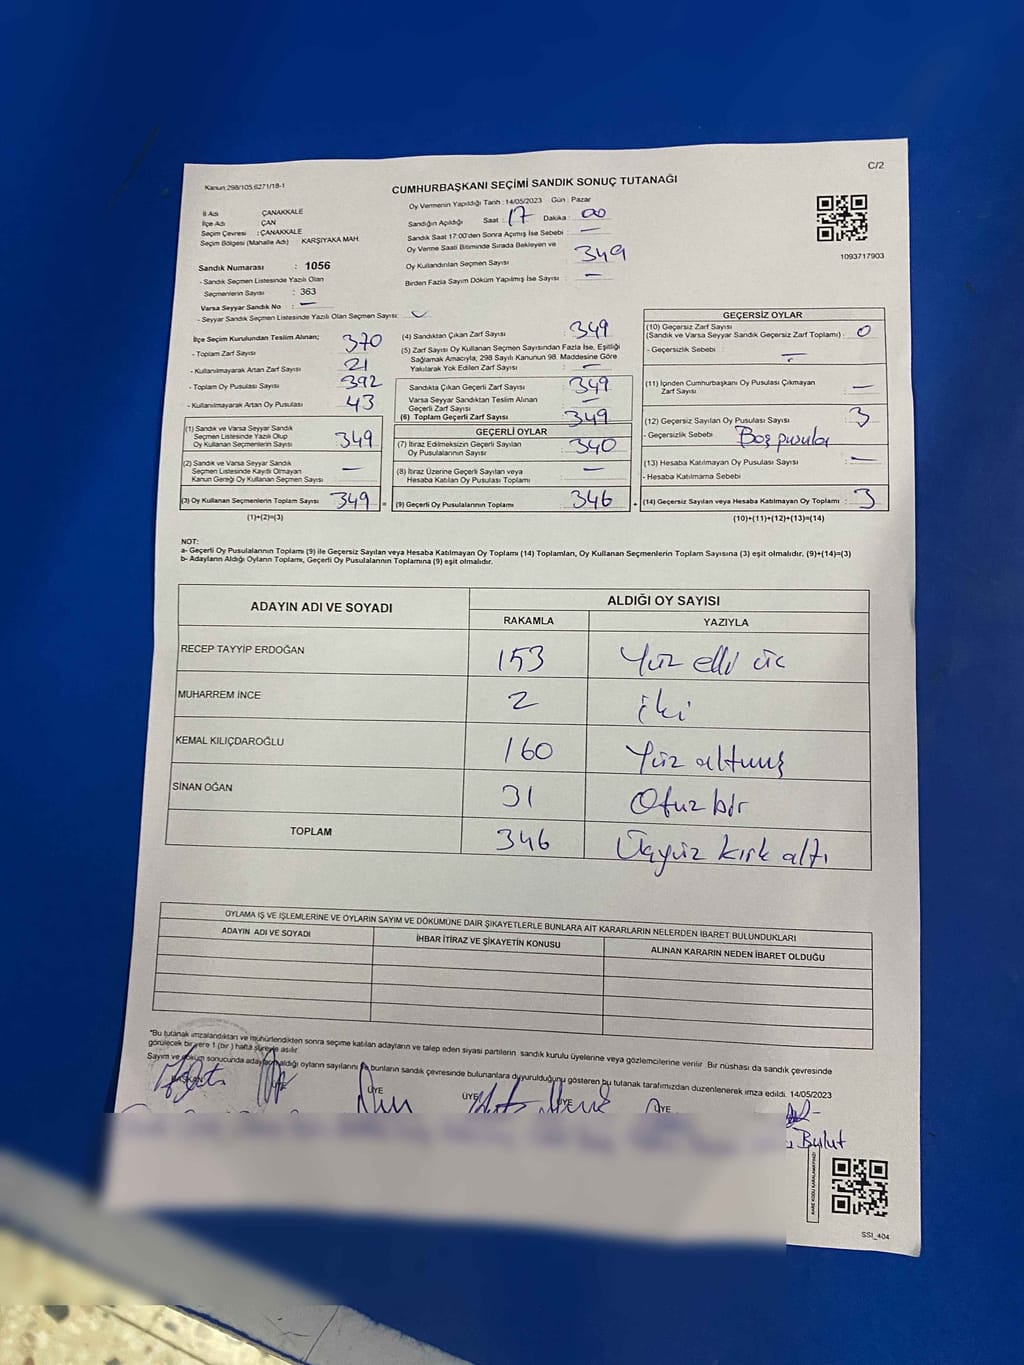 C/2
Kanun,298/105,6271/18-1
CUMHURBAŞKANI SEÇİMİ SANDIK SONUÇ TUTANAĞI
İl Adı ÇANAKKALE
İlçe Adı ÇAN
Seçim Çevresi : ÇANAKKALE
Seçim Bölgesi (Mahalle Adı) KARŞIYAKA MAH.
Sandık Numarası : 1056
- Sandık Seçmen Listesinde Yazılı Olan
Seçmenlerin Sayısı : 363
Varsa Seyyar Sandık No : —
- Seyyar Sandık Seçmen Listesinde Yazılı Olan Seçmen Sayısı:
Oy Vermenin Yapıldığı Tarih : 14/05/2023 Gün : Pazar
Sandığın Açıldığı Saat : 17 Dakika : 00
Sandık Saat 17:00'den Sonra Açımış İse Sebebi : —
Oy Verme Saati Bitiminde Sırada Bekleyen ve
Oy Kullandırılan Seçmen Sayısı : 349
Birden Fazla Sayım Döküm Yapılmış İse Sayısı : —
1093717903
İlçe Seçim Kurulundan Teslim Alınan;
- Toplam Zarf Sayısı 370
- Kullanılmayarak Artan Zarf Sayısı 21
- Toplam Oy Pusulası Sayısı 392
- Kullanılmayarak Artan Oy Pusulası 43
(1) Sandık ve Varsa Seyyar Sandık
Seçmen Listesinde Yazılı Olup
Oy Kullanan Seçmenlerin Sayısı 349
(2) Sandık ve Varsa Seyyar Sandık
Seçmen Listesinde Kayıtlı Olmayan
Kanun Gereği Oy Kullanan Seçmen Sayısı —
(3) Oy Kullanan Seçmenlerin Toplam Sayısı 349 =
(1)+(2)=(3)
(4) Sandıktan Çıkan Zarf Sayısı : 349
(5) Zarf Sayısı Oy Kullanan Seçmen Sayısından Fazla İse, Eşitliği
Sağlamak Amacıyla; 298 Sayılı Kanunun 98. Maddesine Göre
Yakılarak Yok Edilen Zarf Sayısı : —
Sandıkta Çıkan Geçerli Zarf Sayısı : 349
Varsa Seyyar Sandıktan Teslim Alınan
Geçerli Zarf Sayısı : —
(6) Toplam Geçerli Zarf Sayısı : 349
GEÇERLİ OYLAR
(7) İtiraz Edilmeksizin Geçerli Sayılan
Oy Pusulalarının Sayısı : 340
(8) İtiraz Üzerine Geçerli Sayılan veya
Hesaba Katılan Oy Pusulası Toplamı : —
(9) Geçerli Oy Pusulalarının Toplamı : 346 +
GEÇERSİZ OYLAR
(10) Geçersiz Zarf Sayısı
(Sandık ve Varsa Seyyar Sandık Geçersiz Zarf Toplamı) : 0
- Geçersizlik Sebebi : —
(11) İçinden Cumhurbaşkanı Oy Pusulası Çıkmayan
Zarf Sayısı : —
(12) Geçersiz Sayılan Oy Pusulası Sayısı : 3
- Geçersizlik Sebebi : Boş pusula
(13) Hesaba Katılmayan Oy Pusulası Sayısı : —
- Hesaba Katılmama Sebebi
(14) Geçersiz Sayılan veya Hesaba Katılmayan Oy Toplamı : 3
(10)+(11)+(12)+(13)=(14)
NOT:
a- Geçerli Oy Pusulalarının Toplamı (9) ile Geçersiz Sayılan veya Hesaba Katılmayan Oy Toplamı (14) Toplamları, Oy Kullanan Seçmenlerin Toplam Sayısına (3) eşit olmalıdır. (9)+(14)=(3)
b- Adayların Aldığı Oyların Toplamı, Geçerli Oy Pusulalarının Toplamına (9) eşit olmalıdır.
ADAYIN ADI VE SOYADI ALDIĞI OY SAYISI
RAKAMLA YAZIYLA
RECEP TAYYİP ERDOĞAN 153 Yüz elli üç
MUHARREM İNCE 2 iki
KEMAL KILIÇDAROĞLU 160 Yüz altmış
SİNAN OĞAN 31 Otuz bir
TOPLAM 346 Üçyüz kırk altı
OYLAMA İŞ VE İŞLEMLERİNE VE OYLARIN SAYIM VE DÖKÜMÜNE DAİR ŞİKAYETLERLE BUNLARA AİT KARARLARIN NELERDEN İBARET BULUNDUKLARI
ADAYIN ADI VE SOYADI İHBAR İTİRAZ VE ŞİKAYETİN KONUSU ALINAN KARARIN NEDEN İBARET OLDUĞU
*Bu tutanak imzalandıktan ve mühürlendikten sonra seçime katılan adayların ve talep eden siyasi partilerin sandık kurulu üyelerine veya gözlemcilerine verilir. Bir nüshası da sandık çevresinde
görülecek bir yere 1 (bir) hafta süreyle asılır.
Sayım ve döküm sonucunda adayların aldığı oyların sayılarını ile bunların sandık çevresinde bulunanlara duyurulduğunu gösteren bu tutanak tarafımızdan düzenlenerek imza edildi. 14/05/2023
BAŞKAN ÜYE ÜYE ÜYE ÜYE ÜYE
Bulut
SSI_404